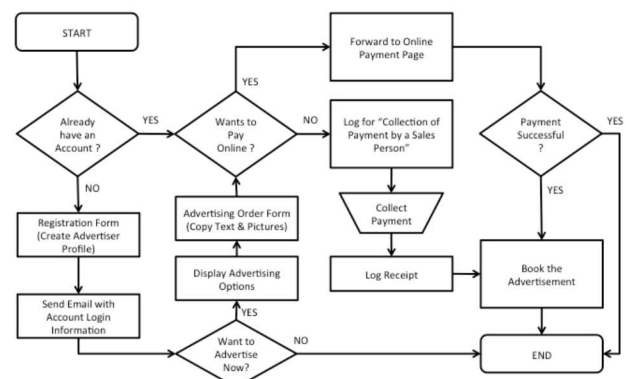 START
Already
have an
Account ?
YES
NO
Registration Form
(Create Advertiser
Profile)
Send Email with
Account Login
Information
Wants to
Pay
Online ?
YES
NO
Advertising Order Form
(Copy Text & Pictures)
Display Advertising
Options
YES
Want to
Advertise
Now?
NO
Forward to Online
Payment Page
Log for “Collection of
Payment by a Sales
Person”
Collect
Payment
Log Receipt
Payment
Successful
?
YES
YES
Book the
Advertisement
END